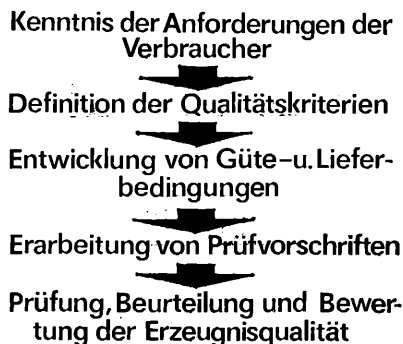 Kenntnis der Anforderungen der
Verbraucher
Definition der Qualitätskriterien
Entwicklung von Güte-u. Liefer-
bedingungen
Erarbeitung von Prüfvorschriften
Prüfung, Beurteilung und Bewer-
tung der Erzeugnisqualität